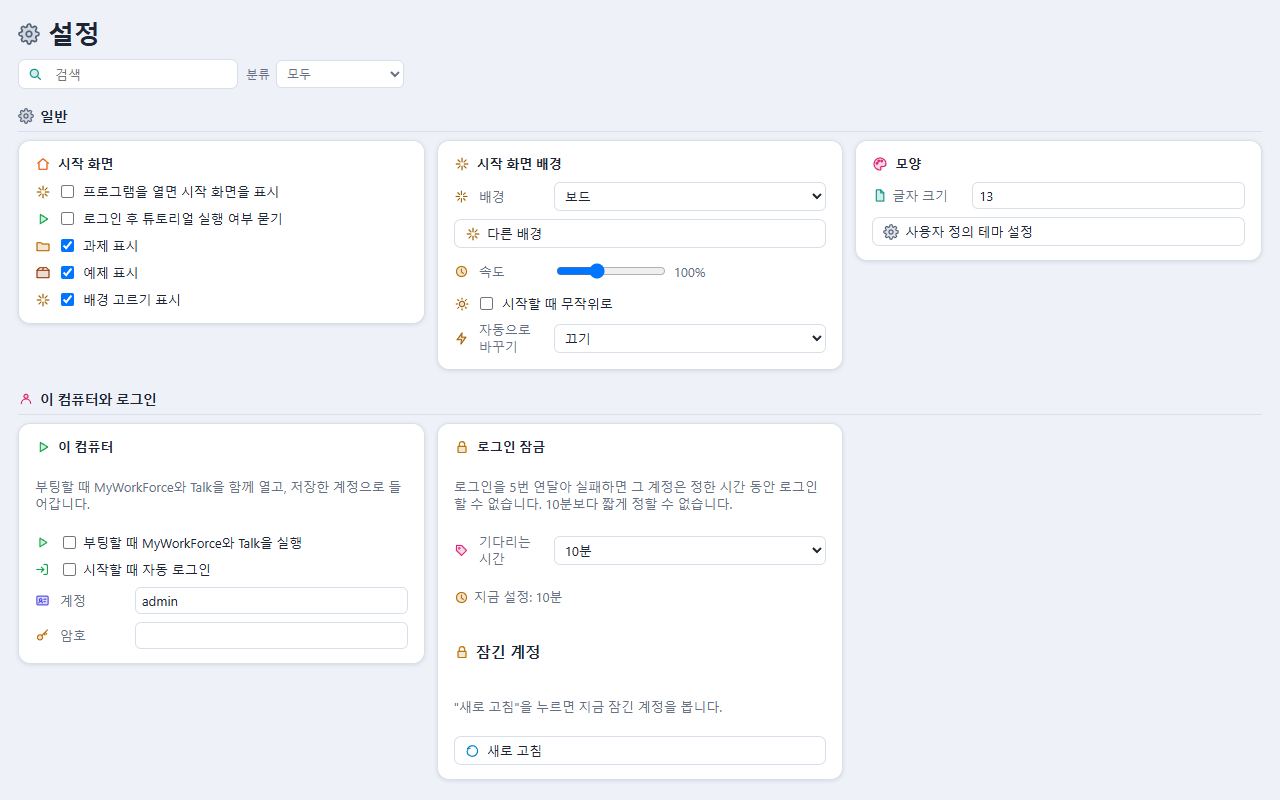 설정
검색
분류
모두
일반
시작 화면
프로그램을 열면 시작 화면을 표시
로그인 후 튜토리얼 실행 여부 묻기
과제 표시
예제 표시
배경 고르기 표시
시작 화면 배경
배경
보드
다른 배경
속도
100%
시작할 때 무작위로
자동으로
바꾸기
끄기
모양
글자 크기
13
사용자 정의 테마 설정
이 컴퓨터와 로그인
이 컴퓨터
부팅할 때 MyWorkForce와 Talk을 함께 열고, 저장한 계정으로 들
어갑니다.
부팅할 때 MyWorkForce와 Talk을 실행
시작할 때 자동 로그인
계정
admin
암호
로그인 잠금
로그인을 5번 연달아 실패하면 그 계정은 정한 시간 동안 로그인
할 수 없습니다. 10분보다 짧게 정할 수 없습니다.
기다리는
시간
10분
지금 설정: 10분
잠긴 계정
"새로 고침"을 누르면 지금 잠긴 계정을 봅니다.
새로 고침